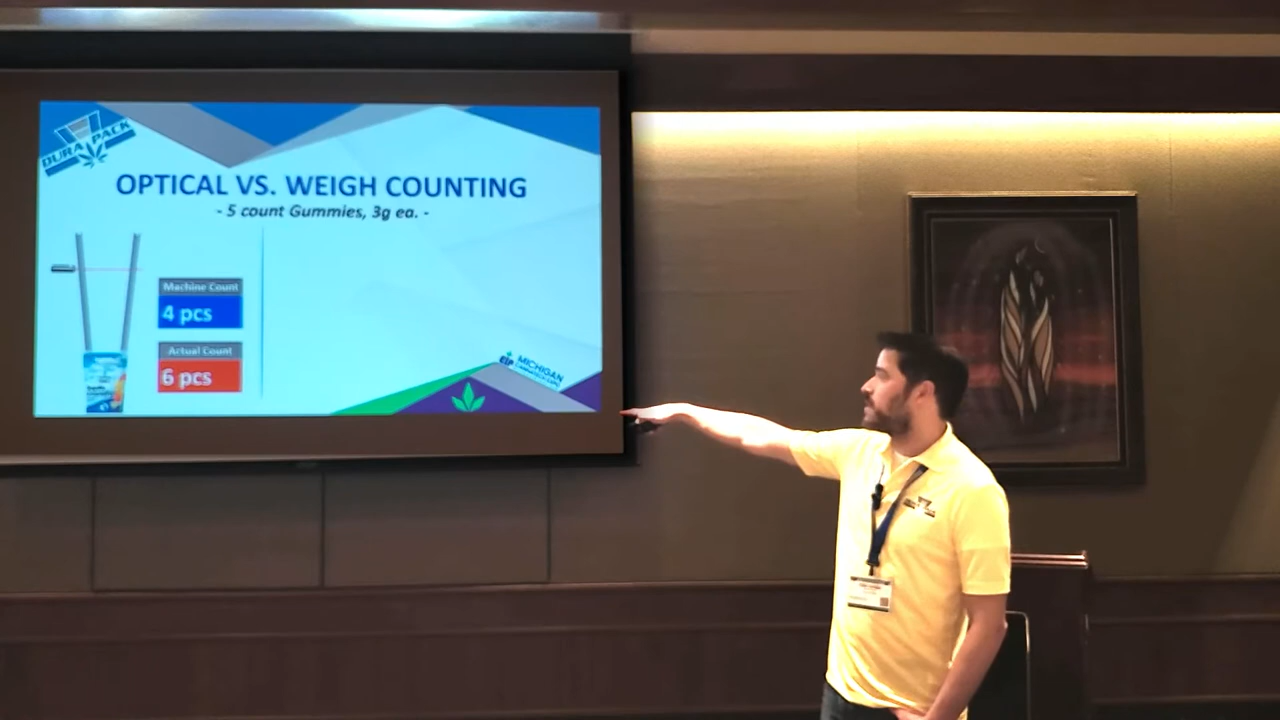 DURA PACK
OPTICAL VS. WEIGH COUNTING
- 5 count Gummies, 3g ea. -
Machine Count
4 pcs
Actual Count
6 pcs
MICHIGAN